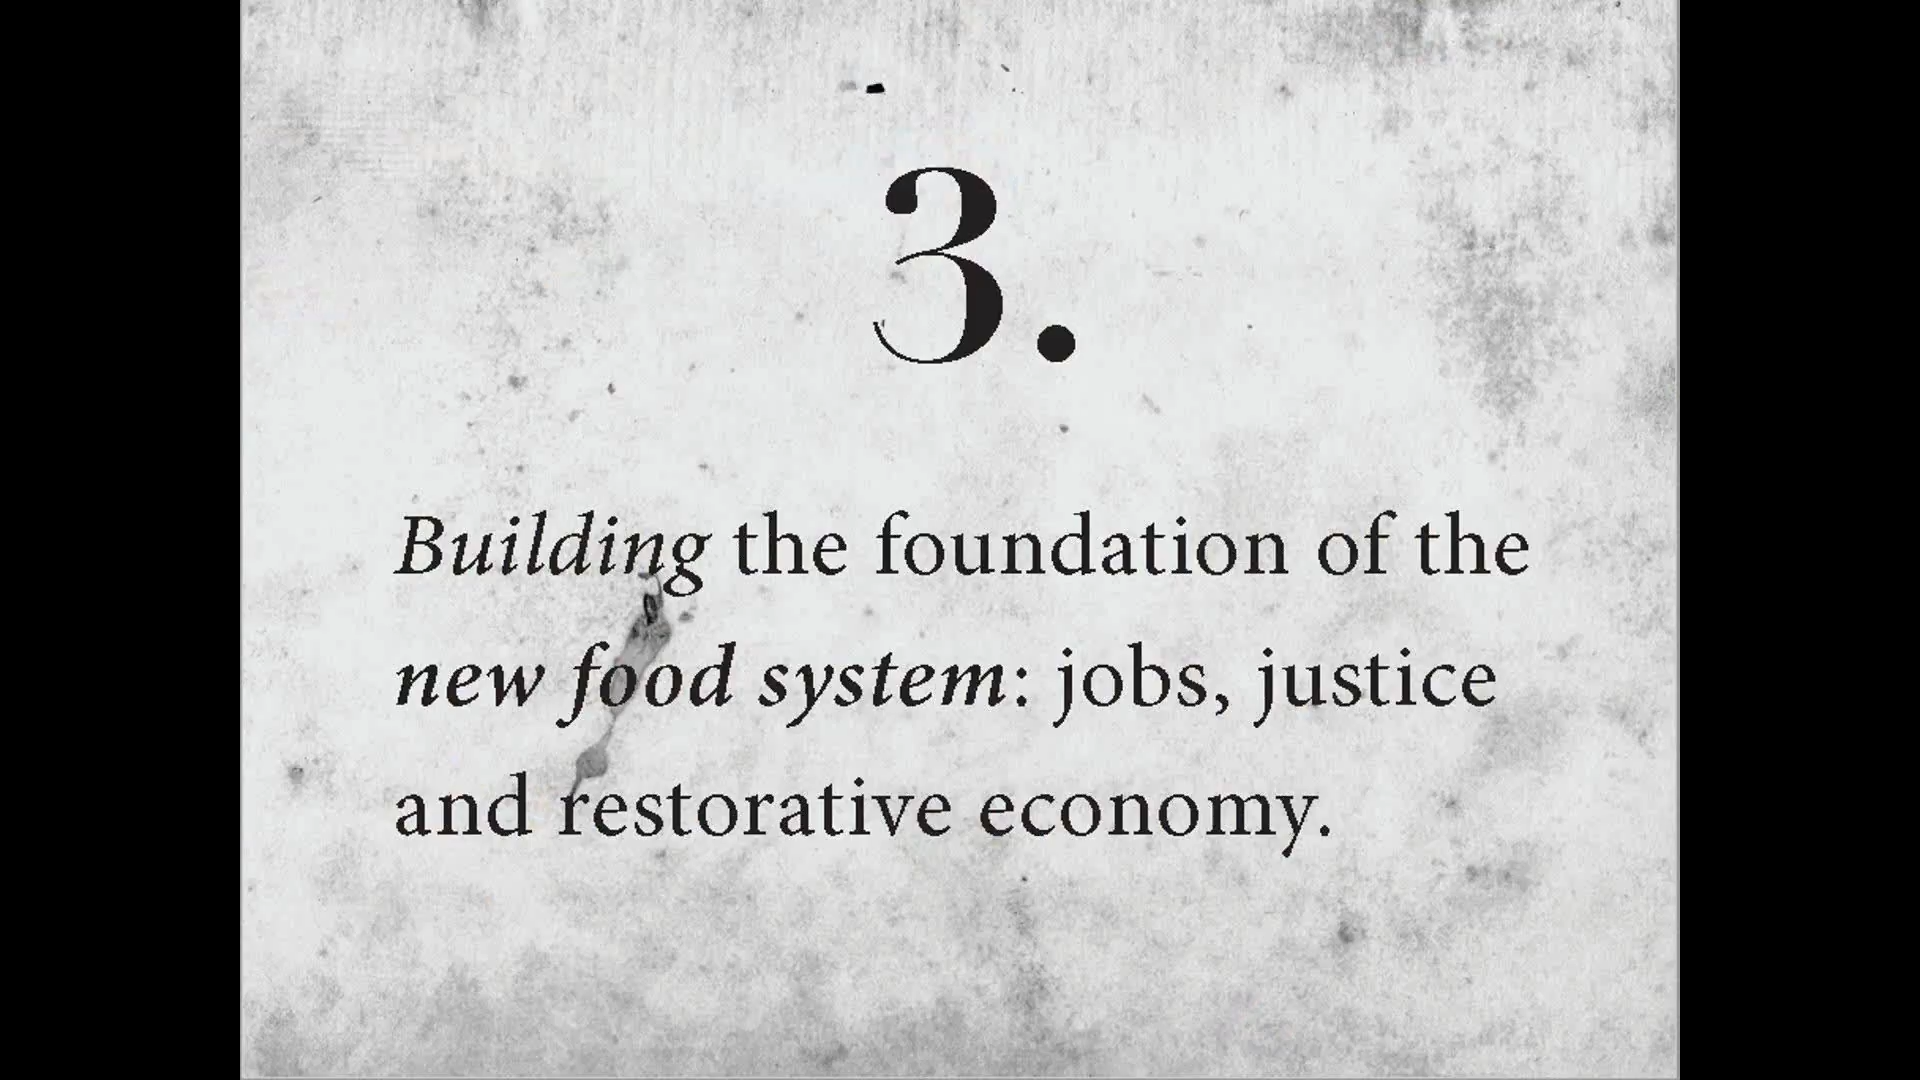 3.
Building the foundation of the
new food system: jobs, justice
and restorative economy.